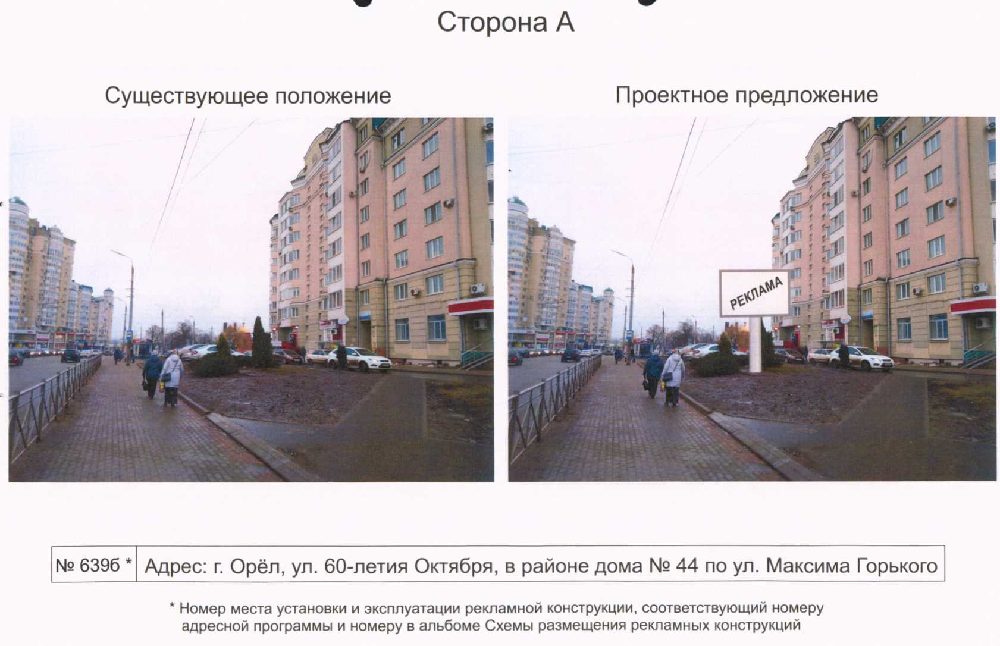 Сторона А
Существующее положение
Проектное предложение
РЕКЛАМА
№ 639б *
Адрес: г. Орёл, ул. 60-летия Октября, в районе дома № 44 по ул. Максима Горького
* Номер места установки и эксплуатации рекламной конструкции, соответствующий номеру
адресной программы и номеру в альбоме Схемы размещения рекламных конструкций